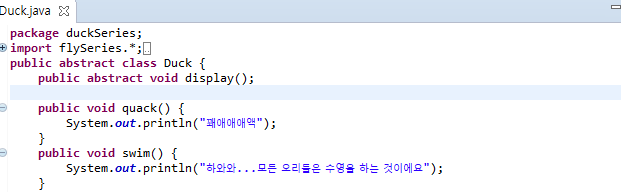 Duck.java
package duckSeries;
import flySeries.*;
public abstract class Duck {
public abstract void display();
public void quack() {
System.out.println("꽤애애애액");
}
public void swim() {
System.out.println("하와와...모든 오리들은 수영을 하는 것이에요");
}